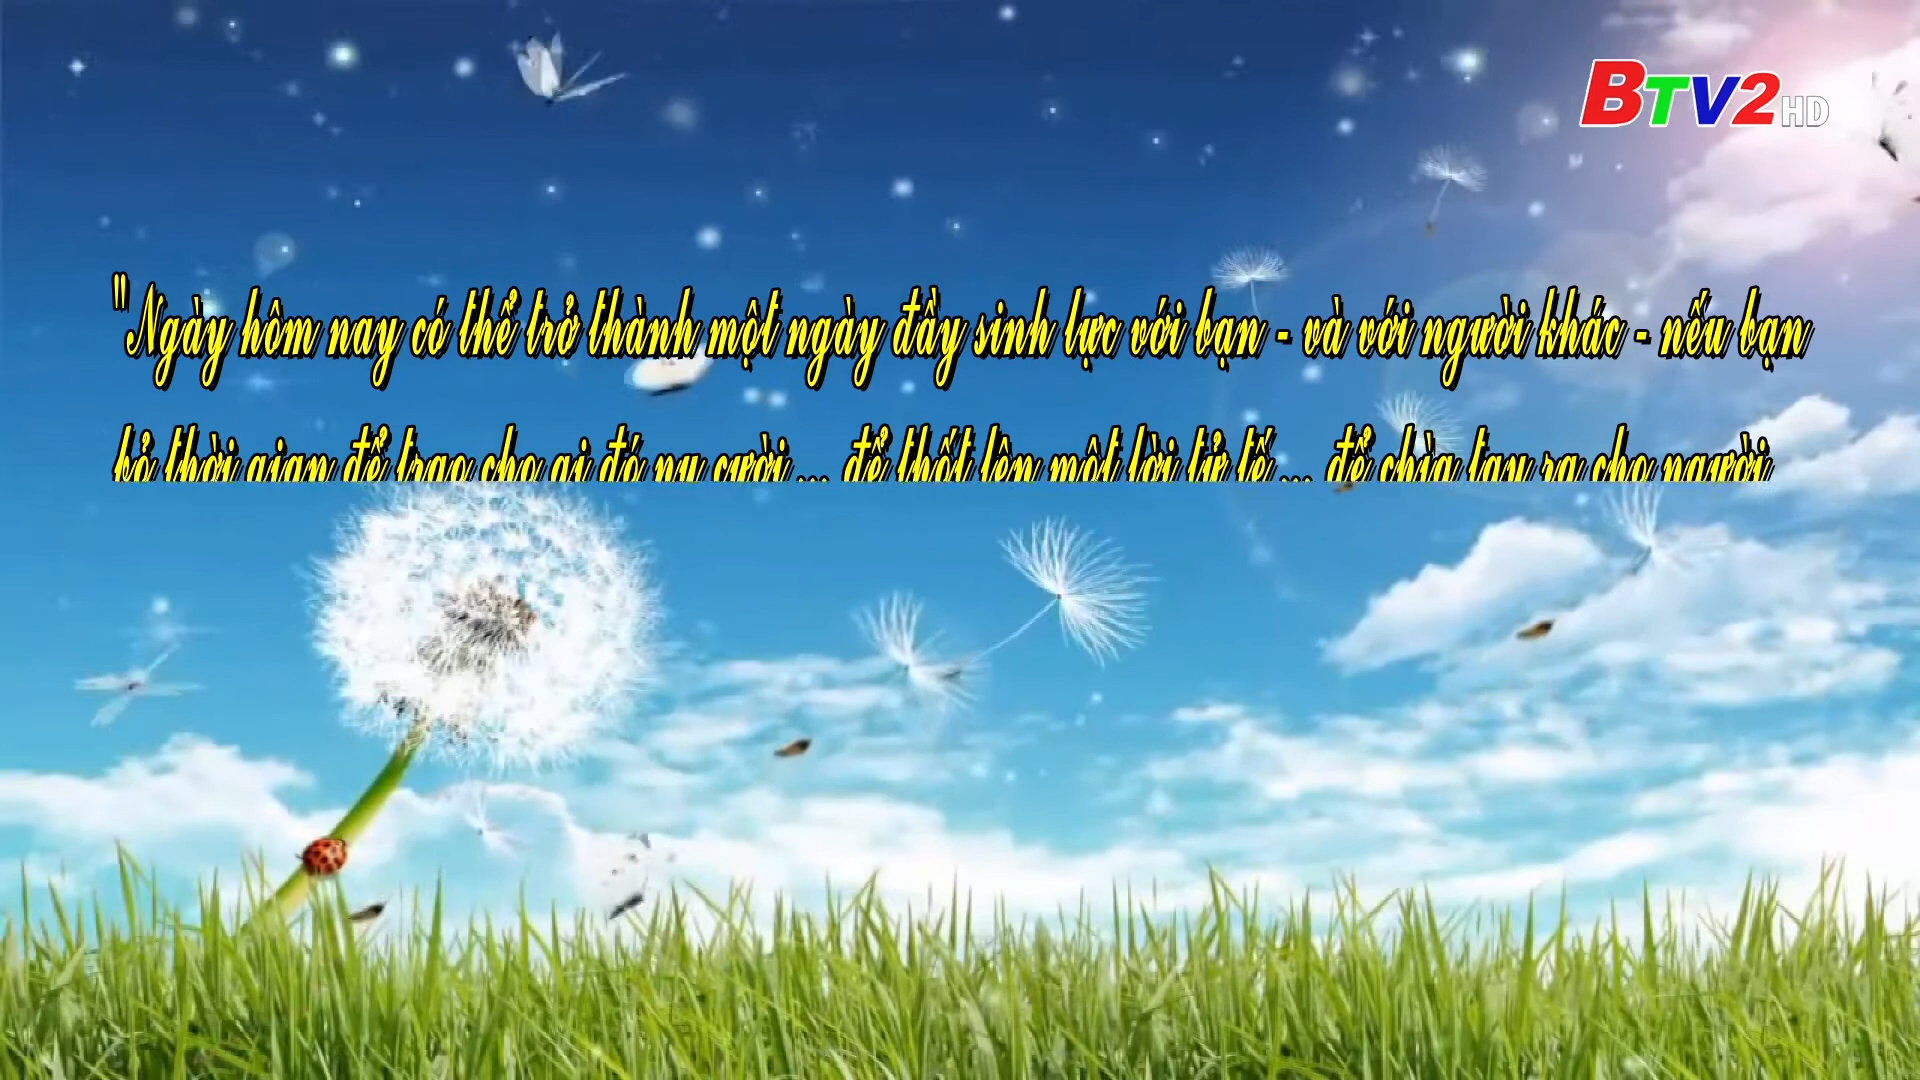 BTV2HD
"Ngày hôm nay có thể trở thành một ngày đầy sinh lực với bạn - và với người khác - nếu bạn
bỏ thời gian để trao cho ai đó nụ cười ... để thốt lên một lời tử tế ... để chìa tay ra cho người